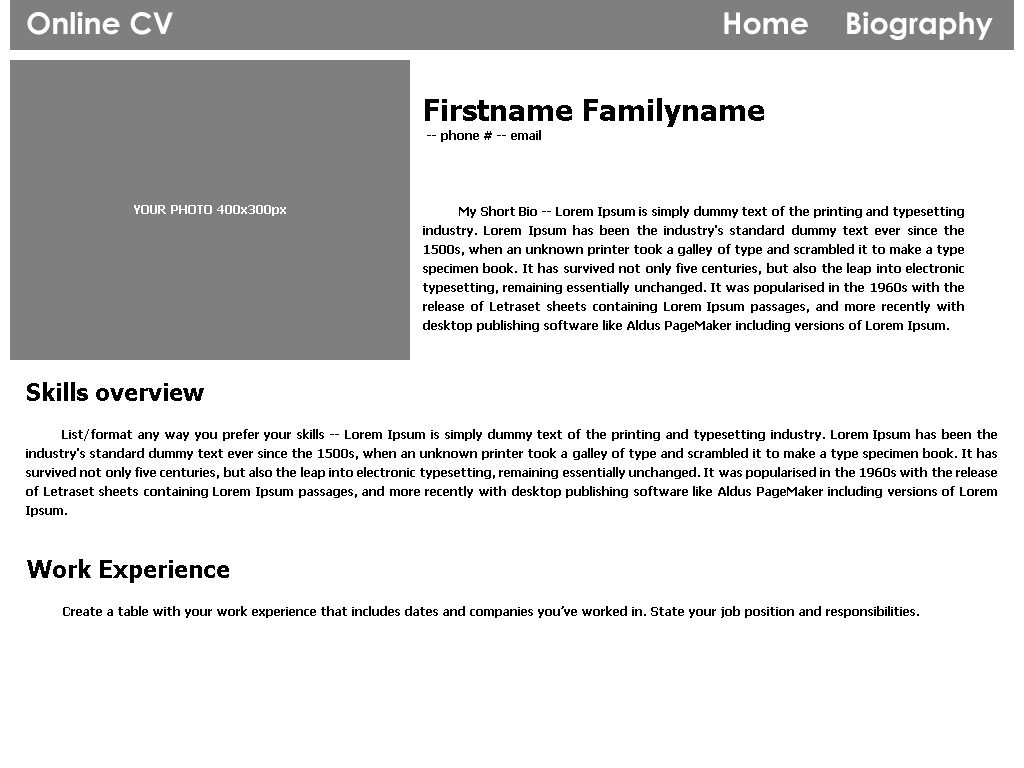 Online CV Home Biography
YOUR PHOTO 400x300px
Firstname Familyname
-- phone # -- email
My Short Bio -- Lorem Ipsum is simply dummy text of the printing and typesetting
industry. Lorem Ipsum has been the industry's standard dummy text ever since the
1500s, when an unknown printer took a galley of type and scrambled it to make a type
specimen book. It has survived not only five centuries, but also the leap into electronic
typesetting, remaining essentially unchanged. It was popularised in the 1960s with the
release of Letraset sheets containing Lorem Ipsum passages, and more recently with
desktop publishing software like Aldus PageMaker including versions of Lorem Ipsum.
Skills overview
List/format any way you prefer your skills -- Lorem Ipsum is simply dummy text of the printing and typesetting industry. Lorem Ipsum has been the
industry's standard dummy text ever since the 1500s, when an unknown printer took a galley of type and scrambled it to make a type specimen book. It has
survived not only five centuries, but also the leap into electronic typesetting, remaining essentially unchanged. It was popularised in the 1960s with the release
of Letraset sheets containing Lorem Ipsum passages, and more recently with desktop publishing software like Aldus PageMaker including versions of Lorem
Ipsum.
Work Experience
Create a table with your work experience that includes dates and companies you've worked in. State your job position and responsibilities.